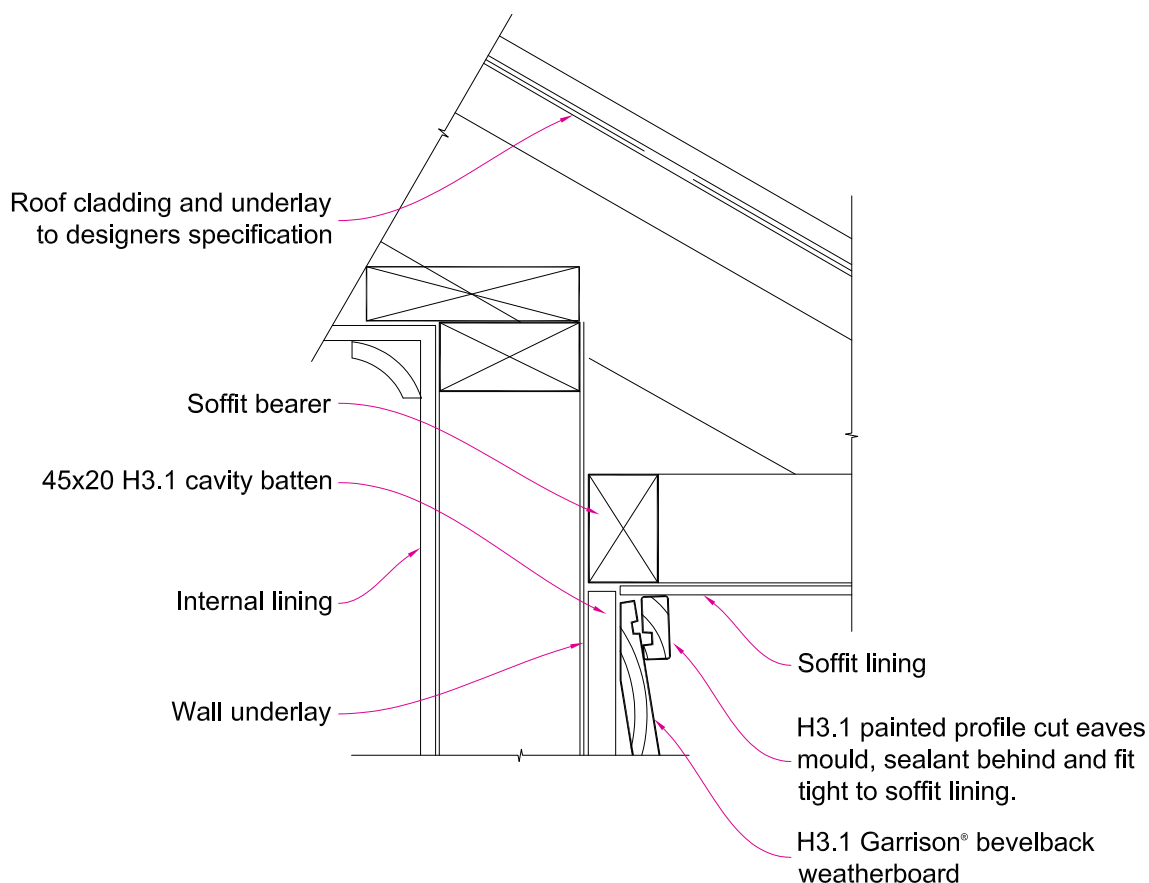 Roof cladding and underlay
to designers specification
Soffit bearer
45x20 H3.1 cavity batten
Internal lining
Wall underlay
Soffit lining
H3.1 painted profile cut eaves
mould, sealant behind and fit
tight to soffit lining.
H3.1 Garrison® bevelback
weatherboard